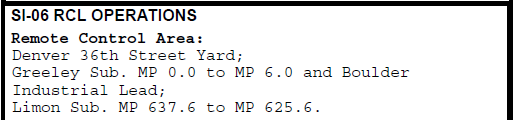 SI-06 RCL OPERATIONS
Remote Control Area:
Denver 36th Street Yard;
Greeley Sub. MP 0.0 to MP 6.0 and Boulder
Industrial Lead;
Limon Sub. MP 637.6 to MP 625.6.